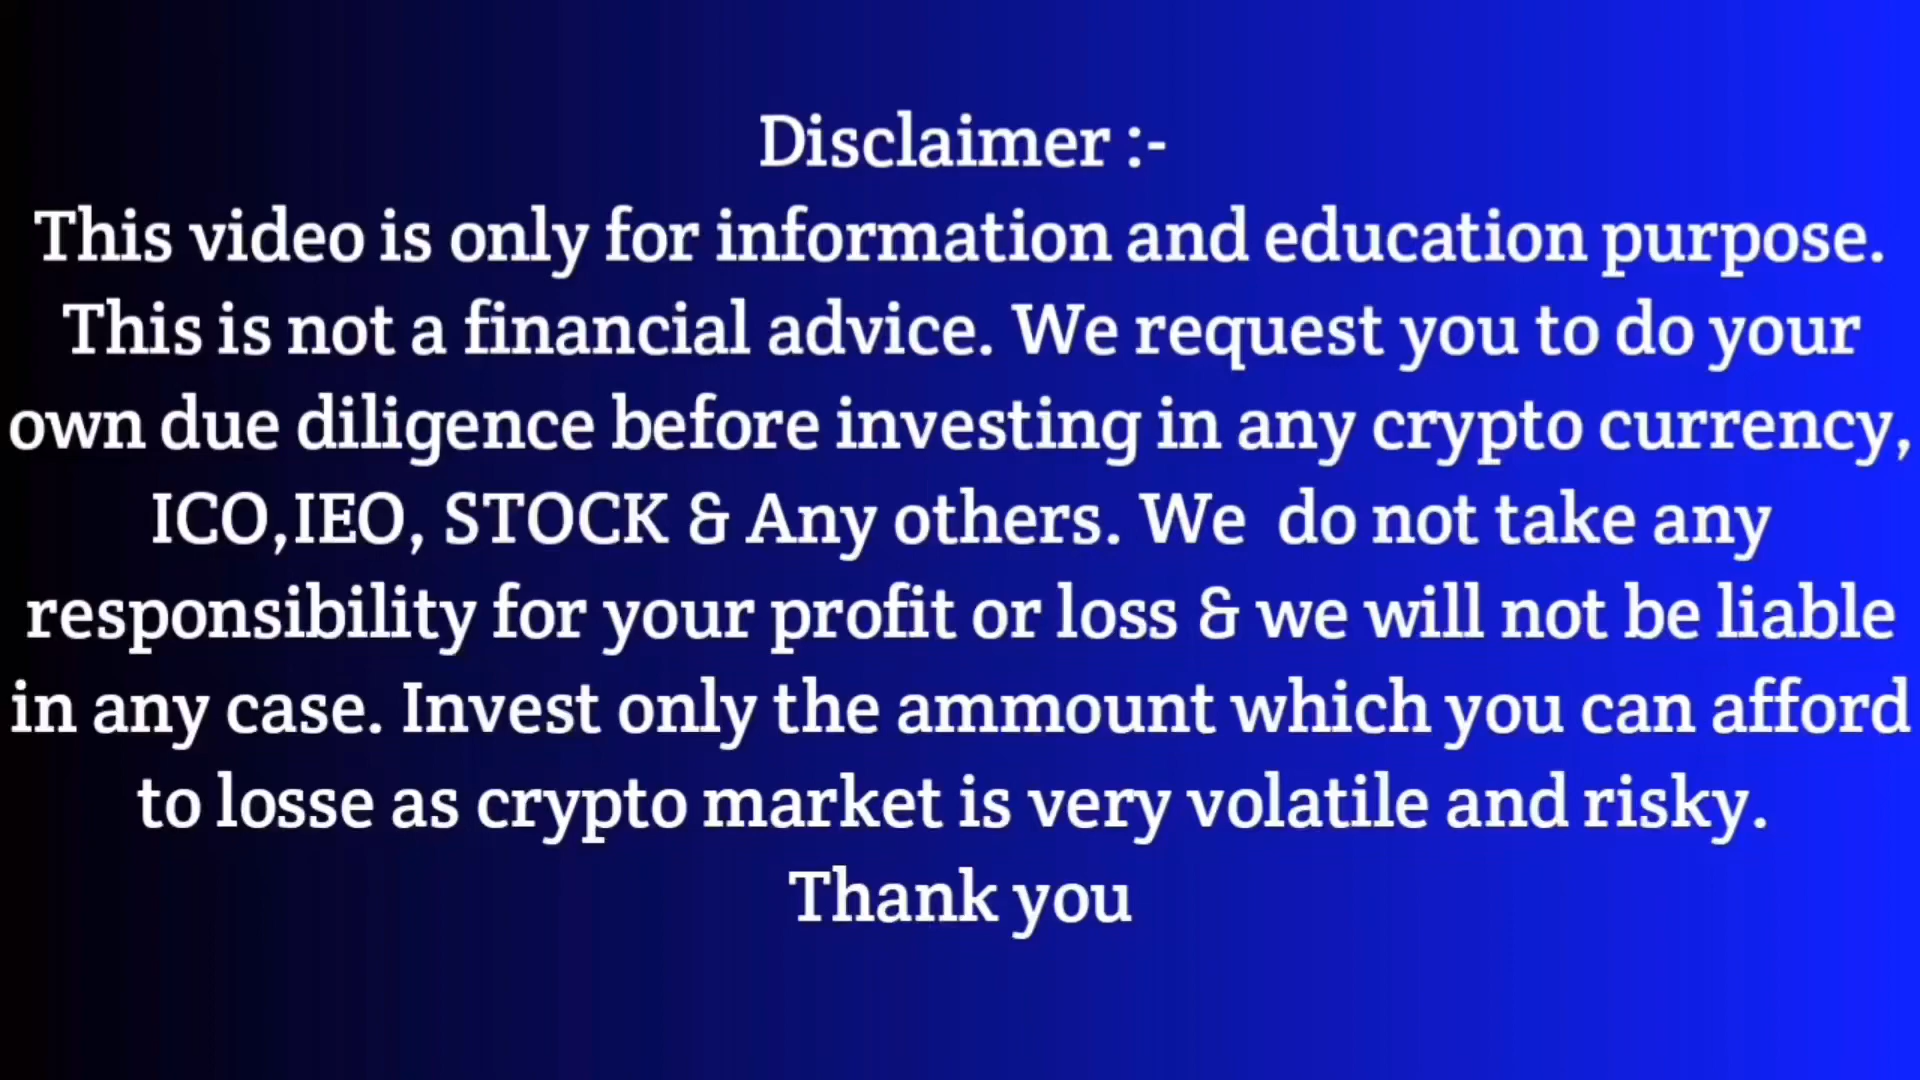 Disclaimer :-
This video is only for information and education purpose.
This is not a financial advice. We request you to do your
own due diligence before investing in any crypto currency,
ICO,IEO, STOCK & Any others. We  do not take any
responsibility for your profit or loss & we will not be liable
in any case. Invest only the ammount which you can afford
to losse as crypto market is very volatile and risky.
Thank you